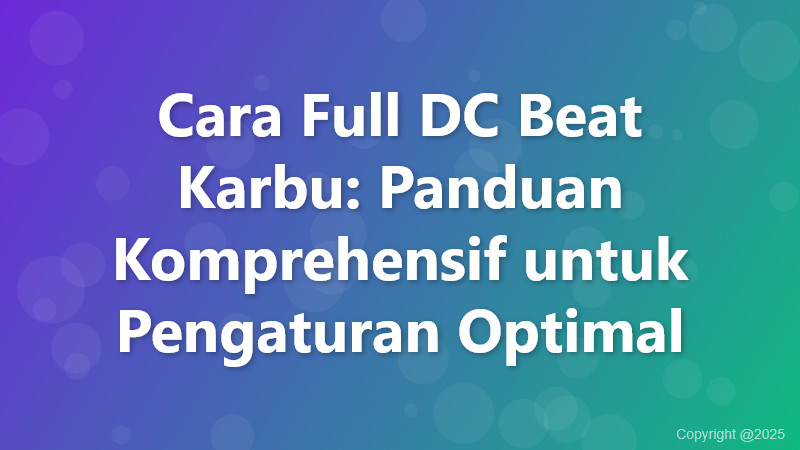 Cara Full DC Beat
Karbu: Panduan
Komprehensif untuk
Pengaturan Optimal
Copyright @2025